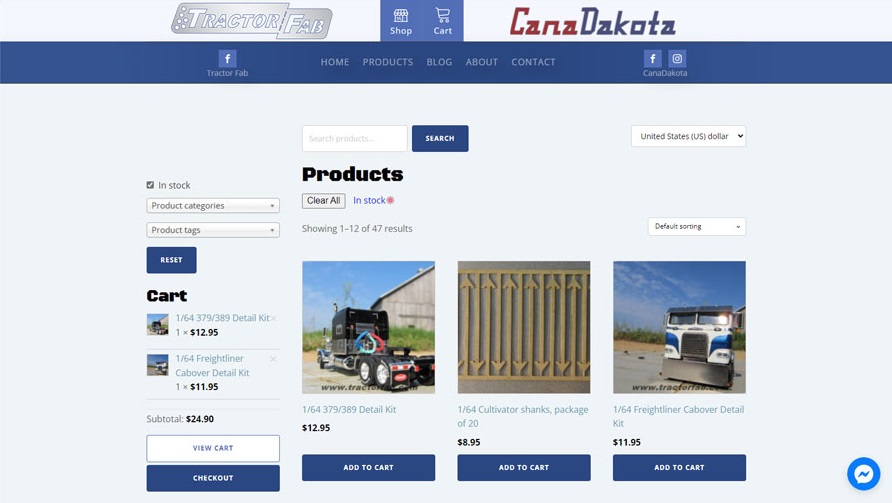 TRACTOR FAB
Shop
Cart
CanaDakota
Tractor Fab
HOME
PRODUCTS
BLOG
ABOUT
CONTACT
CanaDakota
Search products...
SEARCH
United States (US) dollar
Products
Clear All
In stock
Showing 1–12 of 47 results
Default sorting
In stock
Product categories
Product tags
RESET
Cart
1/64 379/389 Detail Kit
1 × $12.95
1/64 Freightliner
Cabover Detail Kit
1 × $11.95
Subtotal: $24.90
VIEW CART
CHECKOUT
www.tractorfab.com
1/64 379/389 Detail Kit
$12.95
ADD TO CART
www.tractorfab.com
1/64 Cultivator shanks, package
of 20
$8.95
ADD TO CART
www.tractorfab.com
1/64 Freightliner Cabover Detail
Kit
$11.95
ADD TO CART